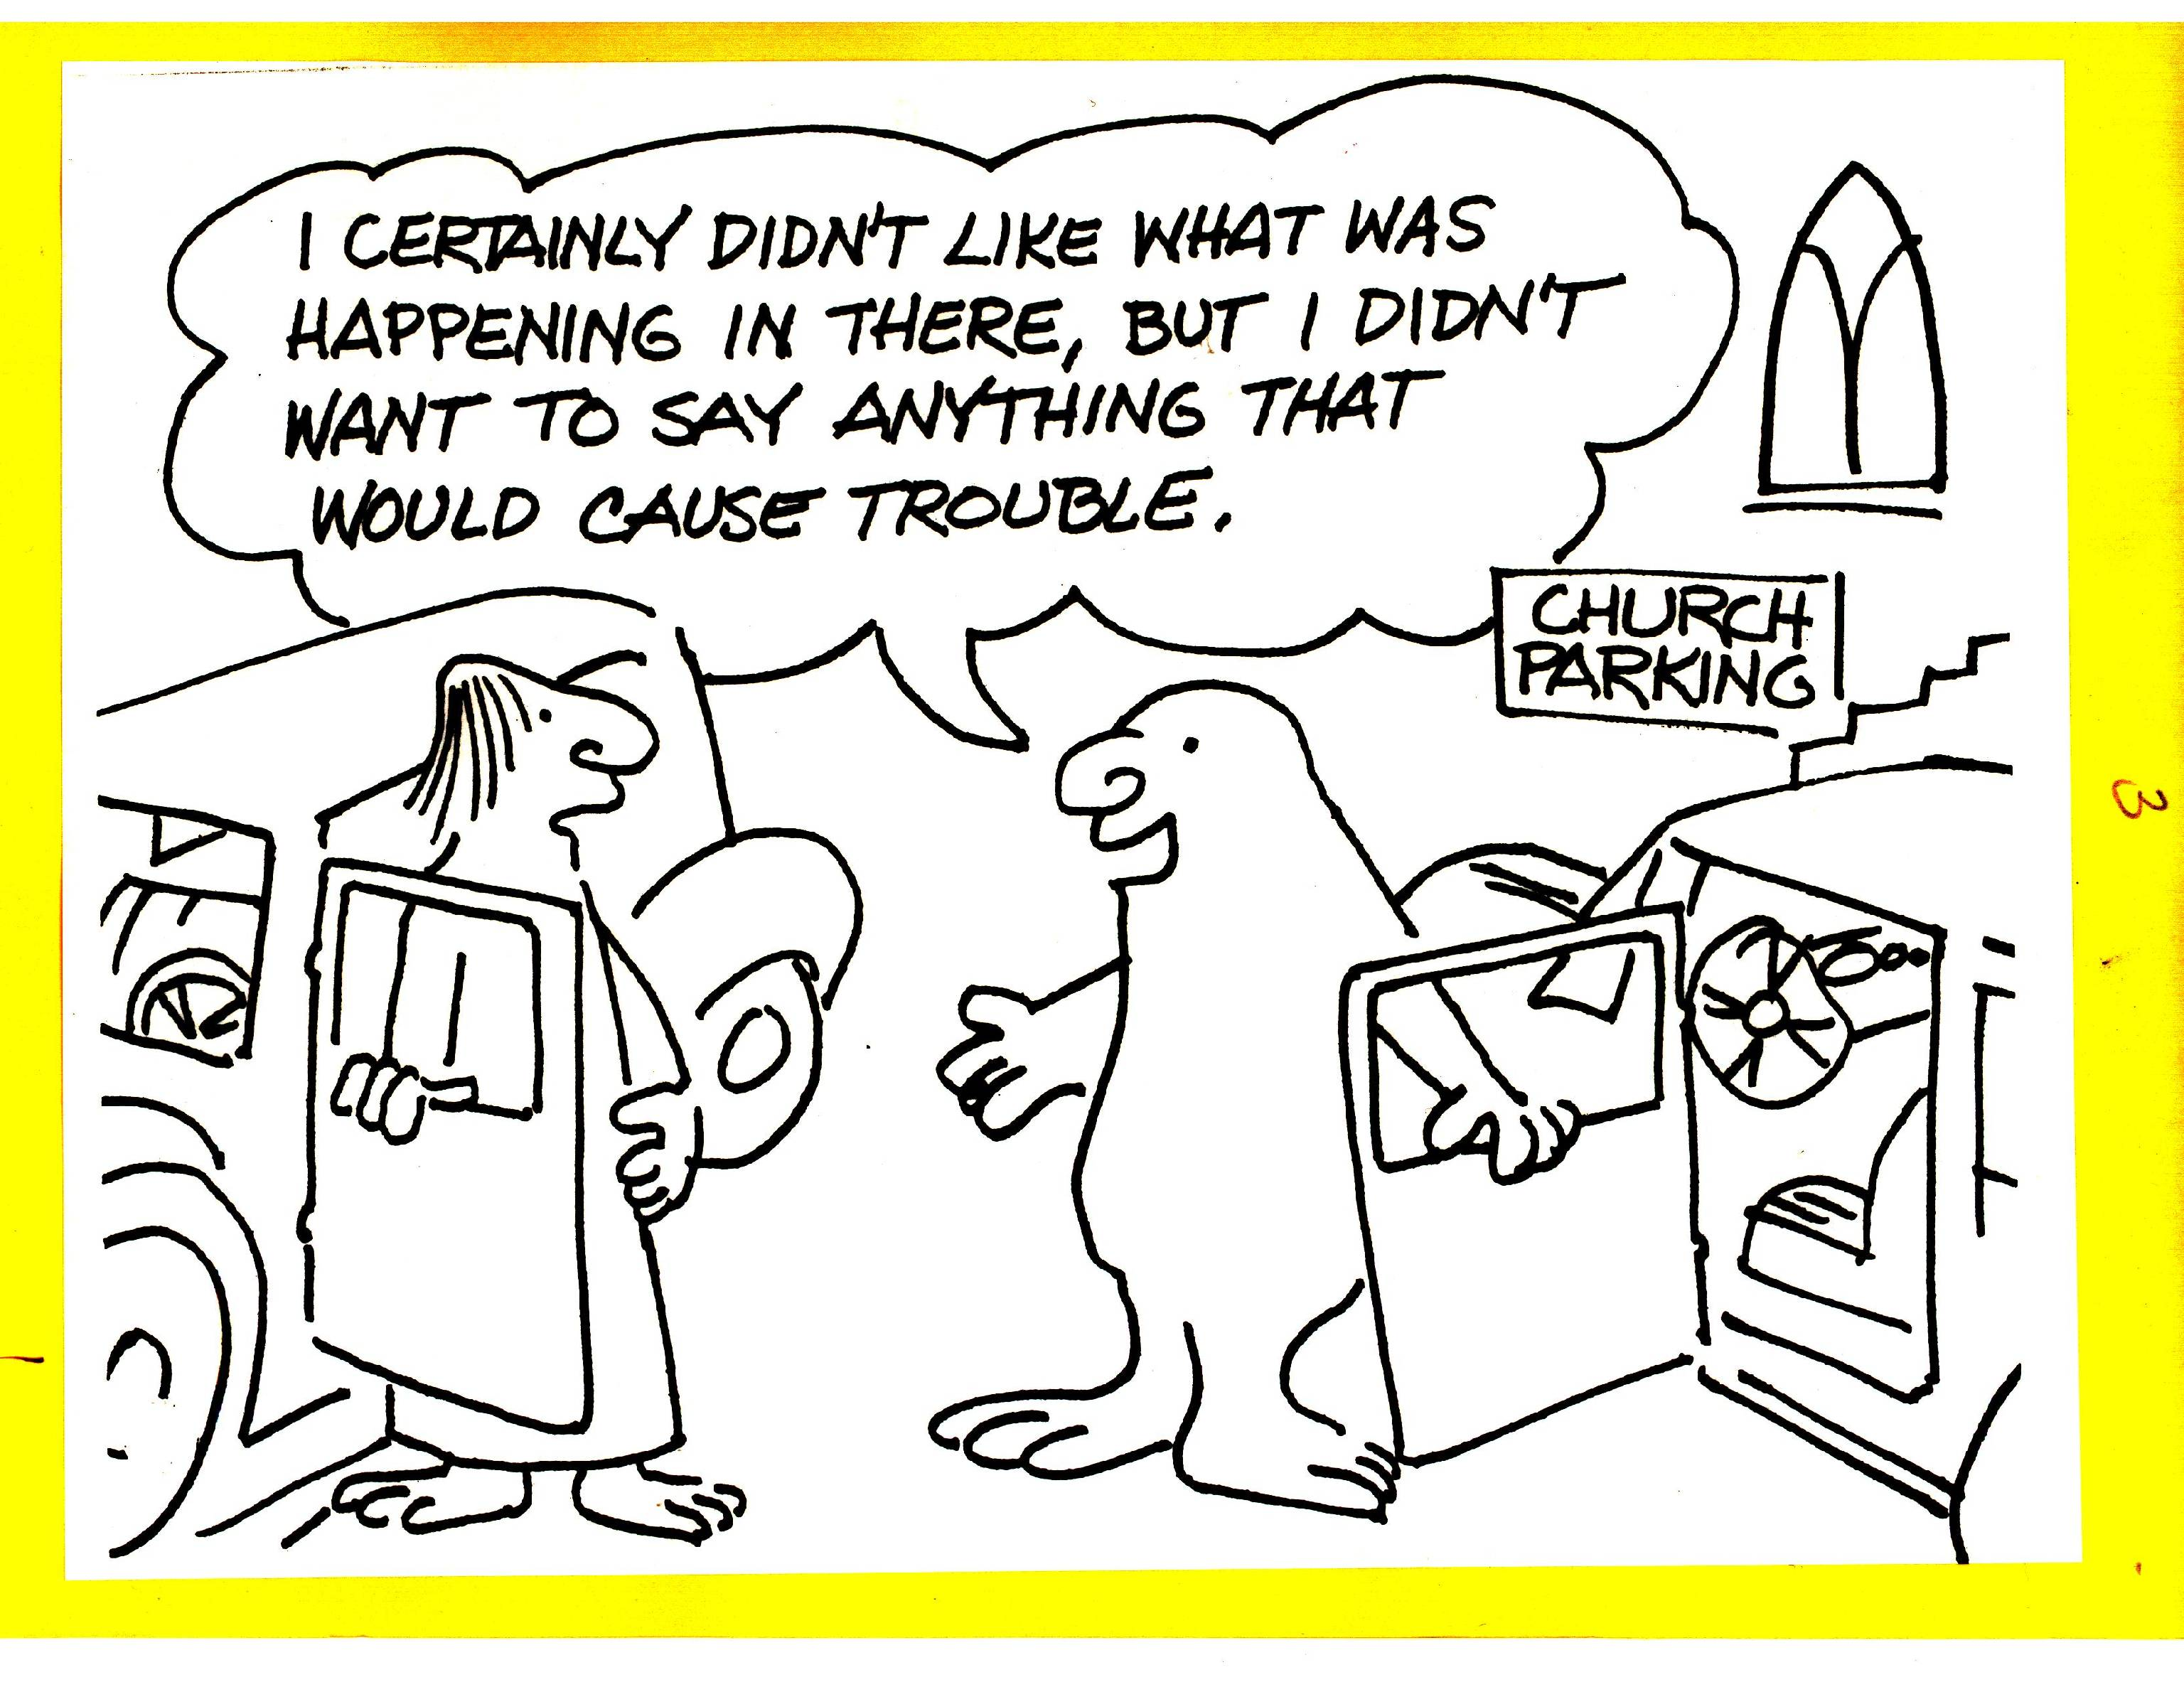 I CERTAINLY DIDN'T LIKE WHAT WAS
HAPPENING IN THERE, BUT I DIDN'T
WANT TO SAY ANYTHING THAT
WOULD CAUSE TROUBLE.
CHURCH
PARKING
3